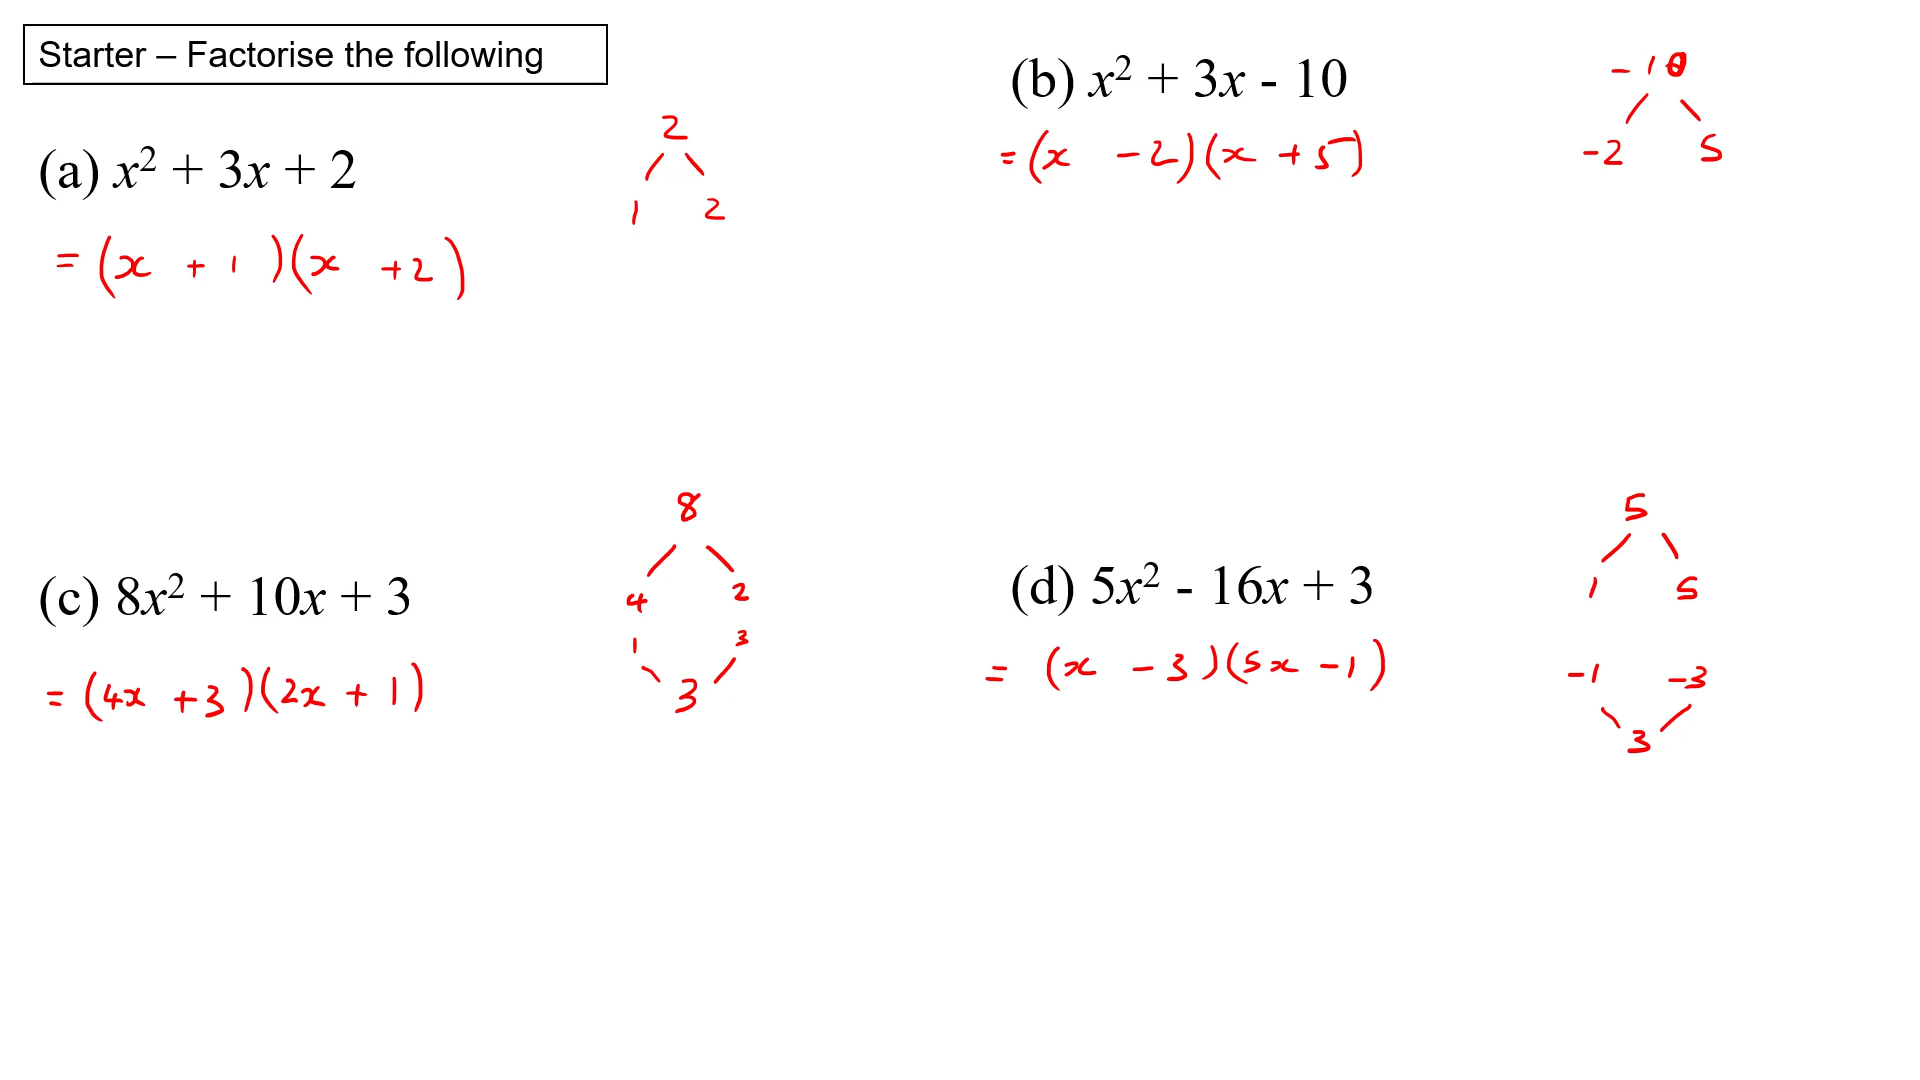 Starter – Factorise the following
(a) x² + 3x + 2
= (x + 1)(x + 2)
2
1 2
(b) x² + 3x - 10
= (x - 2)(x + 5)
-10
-2 5
(c) 8x² + 10x + 3
= (4x + 3)(2x + 1)
8
4 2
1 3
3
(d) 5x² - 16x + 3
= (x - 3)(5x - 1)
5
1 5
-1 -3
3